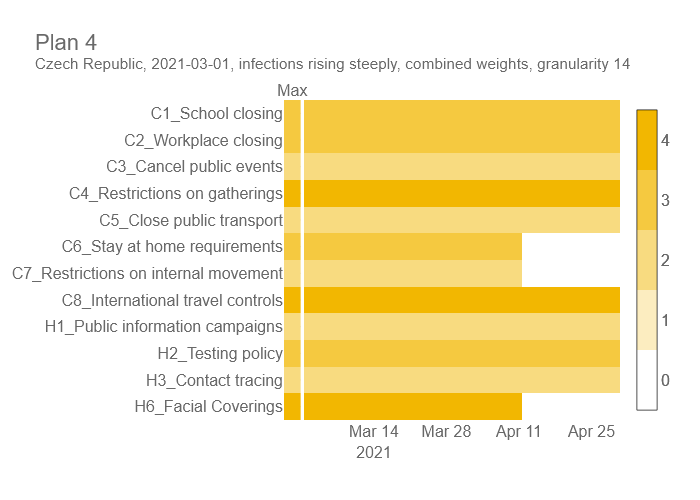 Plan 4
Czech Republic, 2021-03-01, infections rising steeply, combined weights, granularity 14
Max
C1_School closing
C2_Workplace closing
C3_Cancel public events
C4_Restrictions on gatherings
C5_Close public transport
C6_Stay at home requirements
C7_Restrictions on internal movement
C8_International travel controls
H1_Public information campaigns
H2_Testing policy
H3_Contact tracing
H6_Facial Coverings
Mar 14 Mar 28 Apr 11 Apr 25
2021
4
3
2
1
0